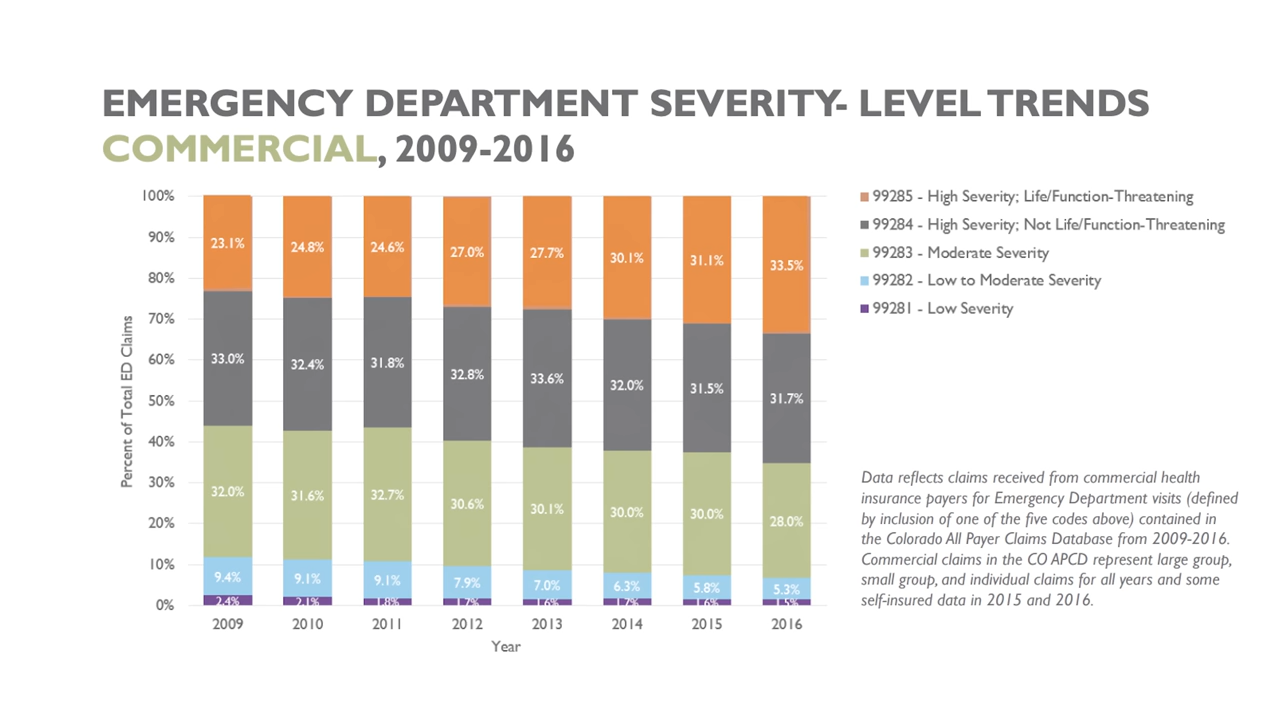 EMERGENCY DEPARTMENT SEVERITY- LEVEL TRENDS
COMMERCIAL, 2009-2016
Percent of Total ED Claims
100%
90%
80%
70%
60%
50%
40%
30%
20%
10%
0%
23.1% 24.8% 24.6% 27.0% 27.7% 30.1% 31.1% 33.5%
33.0% 32.4% 31.8% 32.8% 33.6% 32.0% 31.5% 31.7%
32.0% 31.6% 32.7% 30.6% 30.1% 30.0% 30.0% 28.0%
9.4% 9.1% 9.1% 7.9% 7.0% 6.3% 5.8% 5.3%
2.4% 2.1% 1.8% 1.7% 1.6% 1.7% 1.6% 1.5%
2009 2010 2011 2012 2013 2014 2015 2016
Year
99285 - High Severity; Life/Function-Threatening
99284 - High Severity; Not Life/Function-Threatening
99283 - Moderate Severity
99282 - Low to Moderate Severity
99281 - Low Severity
Data reflects claims received from commercial health
insurance payers for Emergency Department visits (defined
by inclusion of one of the five codes above) contained in
the Colorado All Payer Claims Database from 2009-2016.
Commercial claims in the CO APCD represent large group,
small group, and individual claims for all years and some
self-insured data in 2015 and 2016.